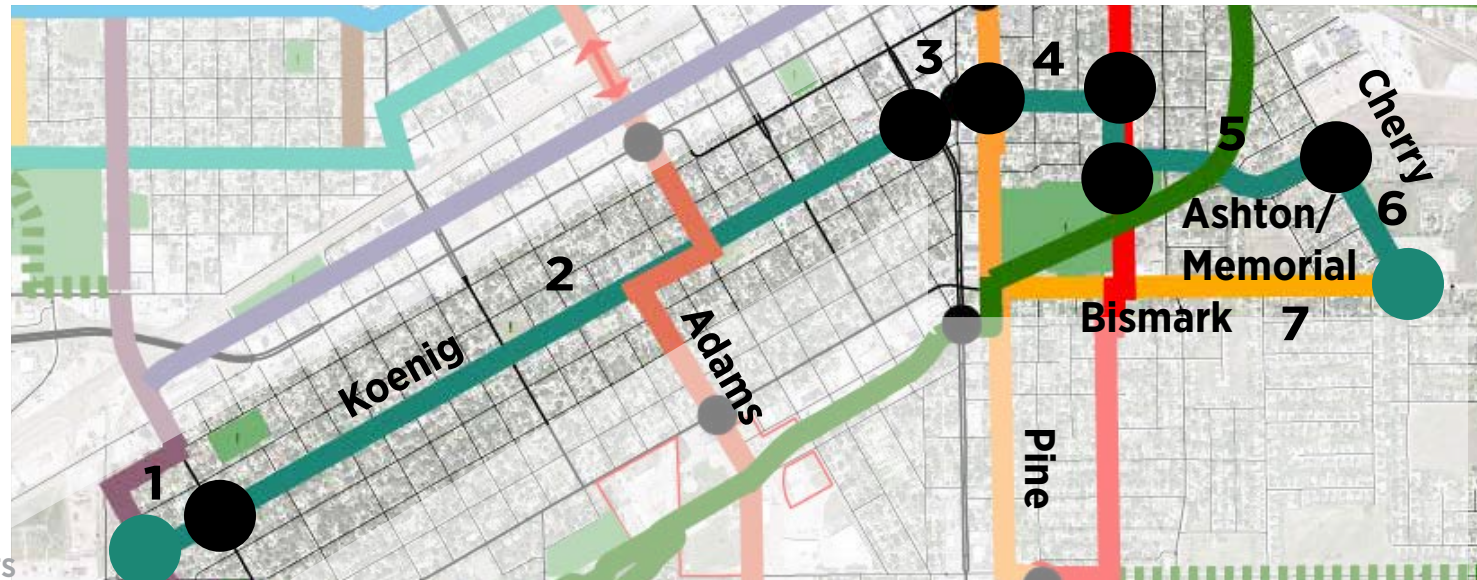 3
4
Cherry
5
6
Ashton/
Memorial
2
Bismark
7
Koenig
Adams
Pine
1